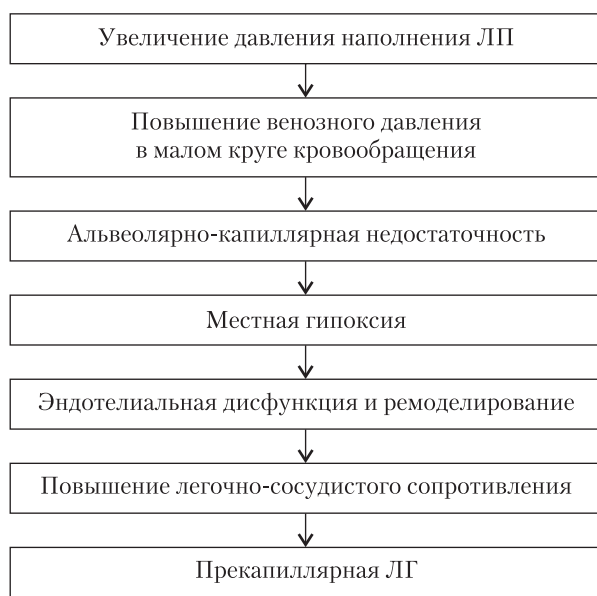 Увеличение давления наполнения ЛП
Повышение венозного давления
в малом круге кровообращения
Альвеолярно-капиллярная недостаточность
Местная гипоксия
Эндотелиальная дисфункция и ремоделирование
Повышение легочно-сосудистого сопротивления
Прекапиллярная ЛГ